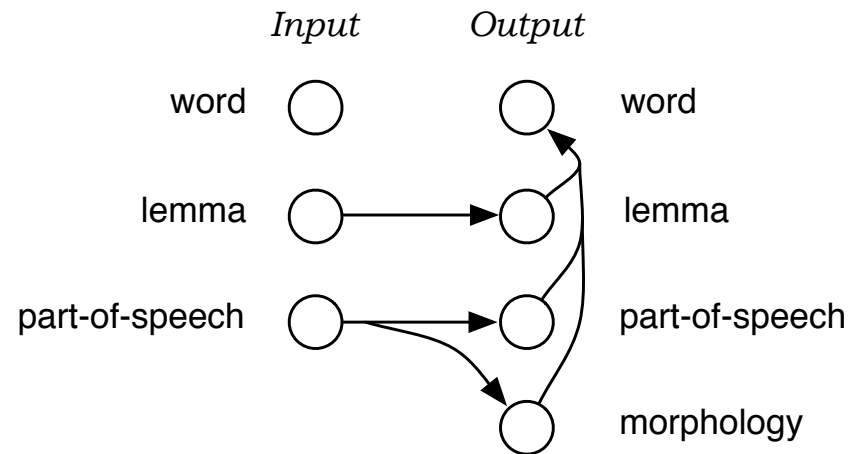 Input Output
word word
lemma lemma
part-of-speech part-of-speech
morphology